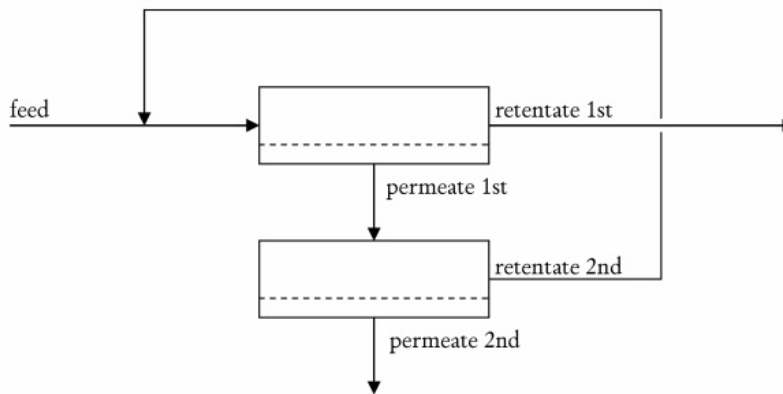 feed
retentate 1st
permeate 1st
retentate 2nd
permeate 2nd